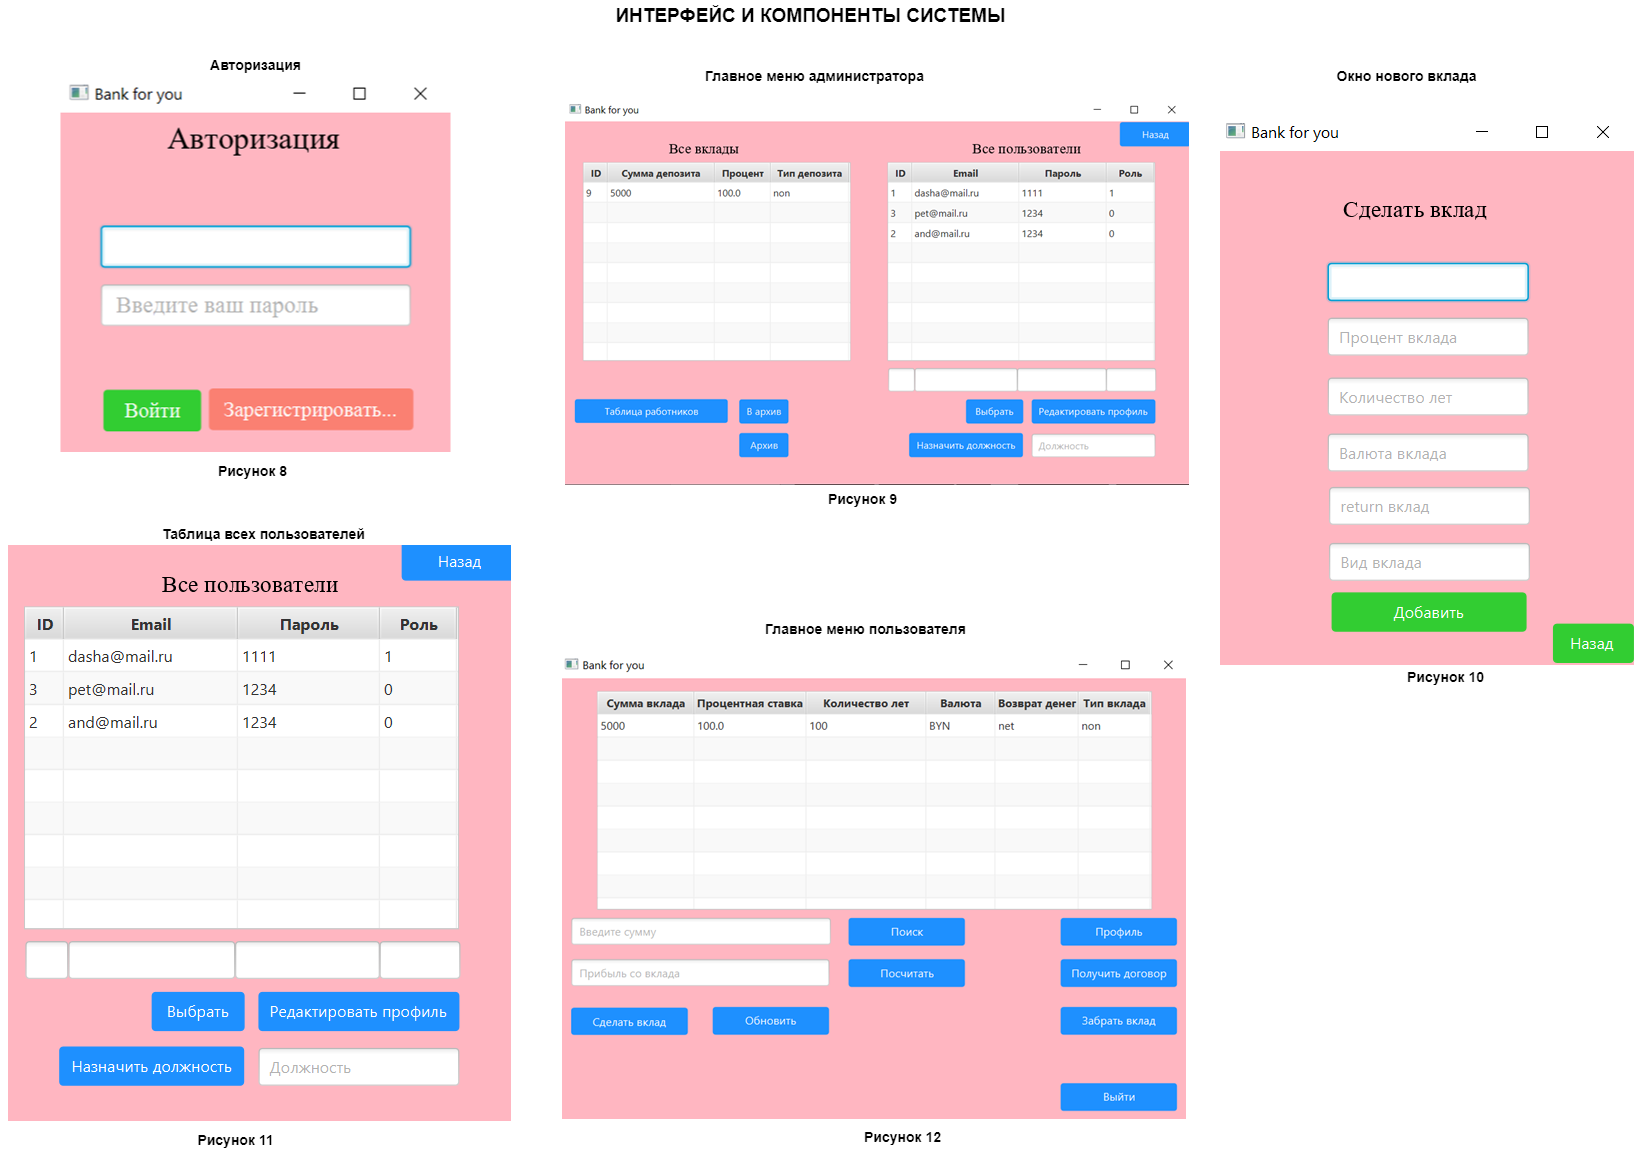 ИНТЕРФЕЙС И КОМПОНЕНТЫ СИСТЕМЫ
Авторизация
Bank for you
Авторизация
Введите ваш пароль
Войти
Зарегистрировать...
Рисунок 8
Главное меню администратора
Bank for you
Назад
Все вклады
ID Сумма депозита Процент Тип депозита
9 5000 100.0 non
Все пользователи
ID Email Пароль Роль
1 dasha@mail.ru 1111 1
3 pet@mail.ru 1234 0
2 and@mail.ru 1234 0
Таблица работников
В архив
Архив
Выбрать
Редактировать профиль
Назначить должность
Должность
Рисунок 9
Окно нового вклада
Bank for you
Сделать вклад
Процент вклада
Количество лет
Валюта вклада
return вклад
Вид вклада
Добавить
Назад
Рисунок 10
Таблица всех пользователей
Назад
Все пользователи
ID Email Пароль Роль
1 dasha@mail.ru 1111 1
3 pet@mail.ru 1234 0
2 and@mail.ru 1234 0
Выбрать
Редактировать профиль
Назначить должность
Должность
Рисунок 11
Главное меню пользователя
Bank for you
Сумма вклада Процентная ставка Количество лет Валюта Возврат денег Тип вклада
5000 100.0 100 BYN net non
Введите сумму
Поиск
Профиль
Прибыль со вклада
Посчитать
Получить договор
Сделать вклад
Обновить
Забрать вклад
Выйти
Рисунок 12